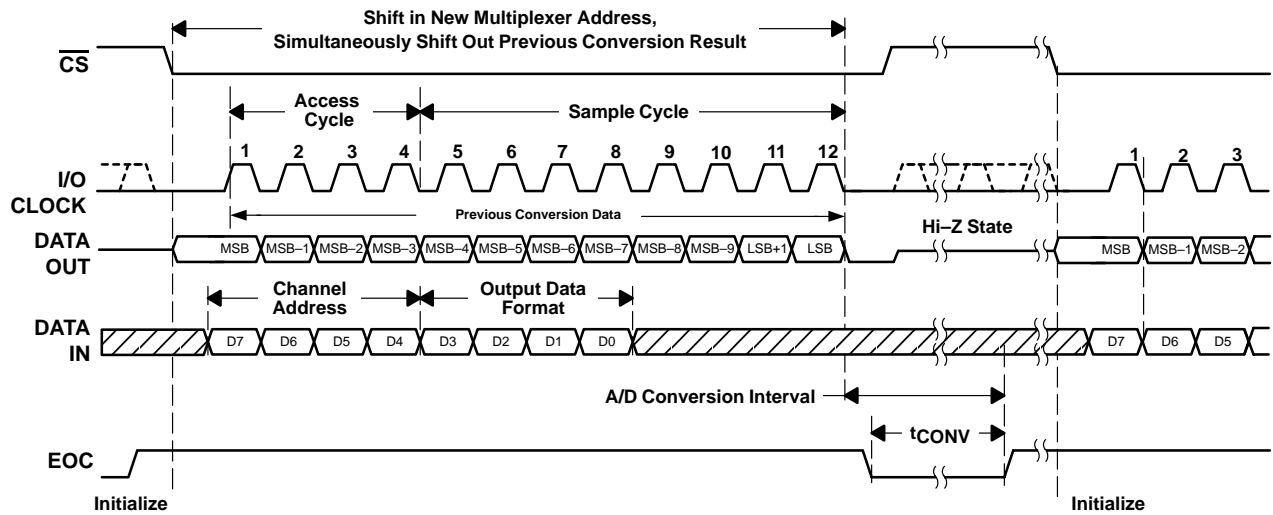 Shift in New Multiplexer Address,
Simultaneously Shift Out Previous Conversion Result
CS
Access
Cycle
Sample Cycle
1 2 3 4 5 6 7 8 9 10 11 12 1 2 3
I/O
CLOCK
Previous Conversion Data
Hi–Z State
DATA
OUT
MSB MSB–1 MSB–2 MSB–3 MSB–4 MSB–5 MSB–6 MSB–7 MSB–8 MSB–9 LSB+1 LSB MSB MSB–1 MSB–2
Channel
Address
Output Data
Format
DATA
IN
D7 D6 D5 D4 D3 D2 D1 D0 D7 D6 D5
A/D Conversion Interval
tCONV
EOC
Initialize Initialize